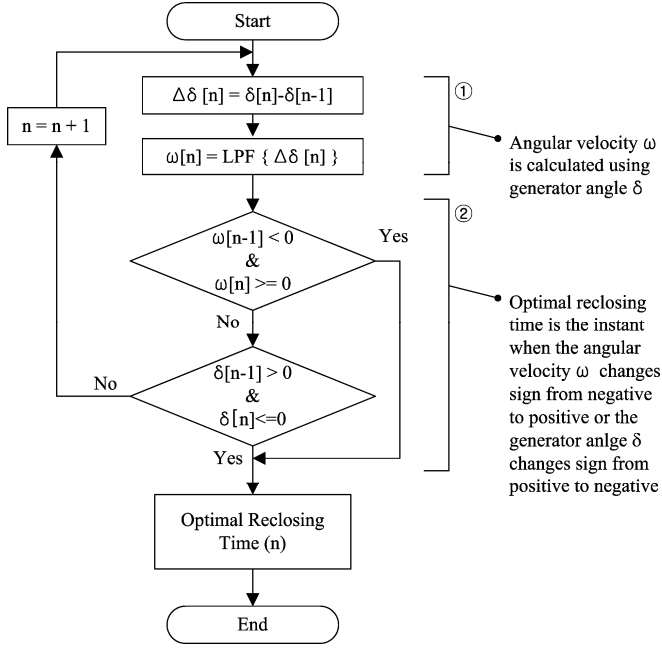 Start
Δδ [n] = δ[n]-δ[n-1]
①
n = n + 1
ω[n] = LPF { Δδ [n] }
Angular velocity ω
is calculated using
generator angle δ
②
ω[n-1] < 0
&
ω[n] >= 0
Yes
No
Optimal reclosing
time is the instant
when the angular
velocity ω changes
sign from negative
to positive or the
generator anlge δ
changes sign from
positive to negative
δ[n-1] > 0
&
δ[n]<=0
No
Yes
Optimal Reclosing
Time (n)
End